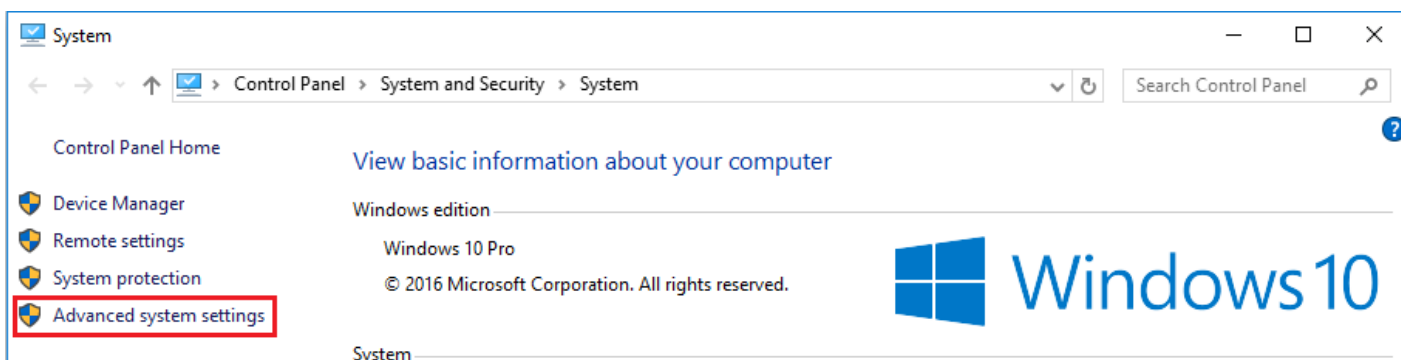 System
Control Panel > System and Security > System
Search Control Panel
?
Control Panel Home
View basic information about your computer
Device Manager
Windows edition
Remote settings
Windows 10 Pro
System protection
© 2016 Microsoft Corporation. All rights reserved.
Windows 10
Advanced system settings
System